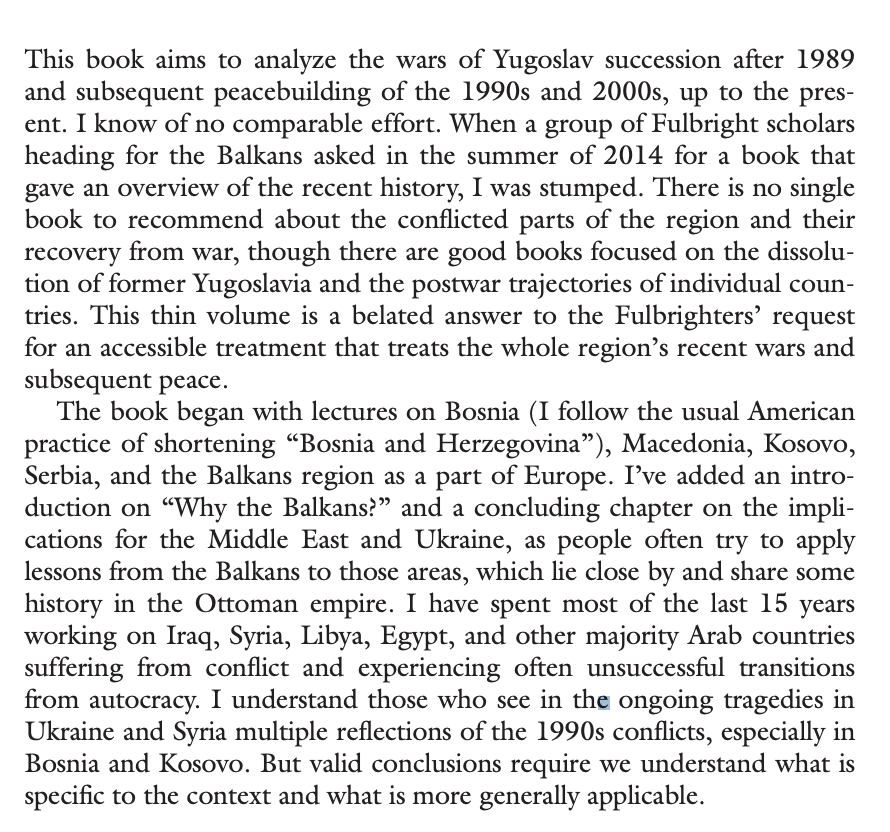 This book aims to analyze the wars of Yugoslav succession after 1989
and subsequent peacebuilding of the 1990s and 2000s, up to the pres-
ent. I know of no comparable effort. When a group of Fulbright scholars
heading for the Balkans asked in the summer of 2014 for a book that
gave an overview of the recent history, I was stumped. There is no single
book to recommend about the conflicted parts of the region and their
recovery from war, though there are good books focused on the dissolu-
tion of former Yugoslavia and the postwar trajectories of individual coun-
tries. This thin volume is a belated answer to the Fulbrighters’ request
for an accessible treatment that treats the whole region’s recent wars and
subsequent peace.
The book began with lectures on Bosnia (I follow the usual American
practice of shortening “Bosnia and Herzegovina”), Macedonia, Kosovo,
Serbia, and the Balkans region as a part of Europe. I’ve added an intro-
duction on “Why the Balkans?” and a concluding chapter on the impli-
cations for the Middle East and Ukraine, as people often try to apply
lessons from the Balkans to those areas, which lie close by and share some
history in the Ottoman empire. I have spent most of the last 15 years
working on Iraq, Syria, Libya, Egypt, and other majority Arab countries
suffering from conflict and experiencing often unsuccessful transitions
from autocracy. I understand those who see in the ongoing tragedies in
Ukraine and Syria multiple reflections of the 1990s conflicts, especially in
Bosnia and Kosovo. But valid conclusions require we understand what is
specific to the context and what is more generally applicable.